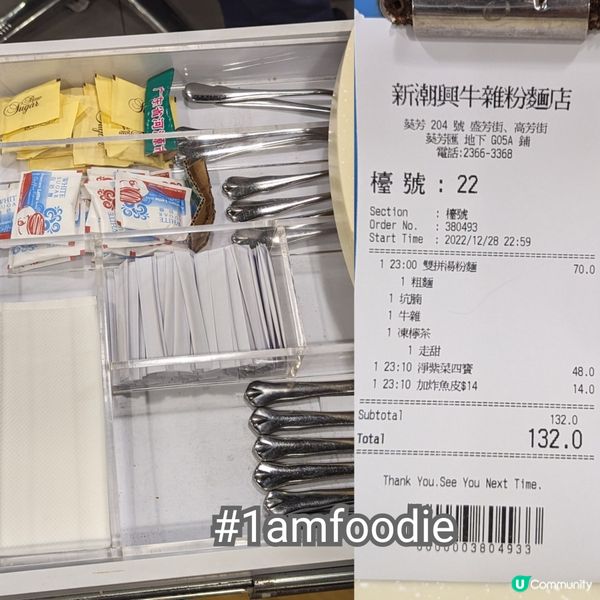 Raw
Sugar
WHITE
SUGAR
新潮興牛雜粉麵店
葵芳 204 號 盛芳街、高芳街
葵芳匯 地下 G05A 鋪
電話:2366-3368
檯 號 : 22
Section : 檯號
Order No. : 380493
Start Time : 2022/12/28 22:59
1 23:00 雙拼湯粉麵 70.0
1 粗麵
1 坑腩
1 牛雜
1 凍檸茶
1 走甜
1 23:10 淨紫菜四寶 48.0
1 23:10 加炸魚皮$14 14.0
Subtotal 132.0
Total 132.0
Thank You.See You Next Time.
0000003804933
#1amfoodie
U Community